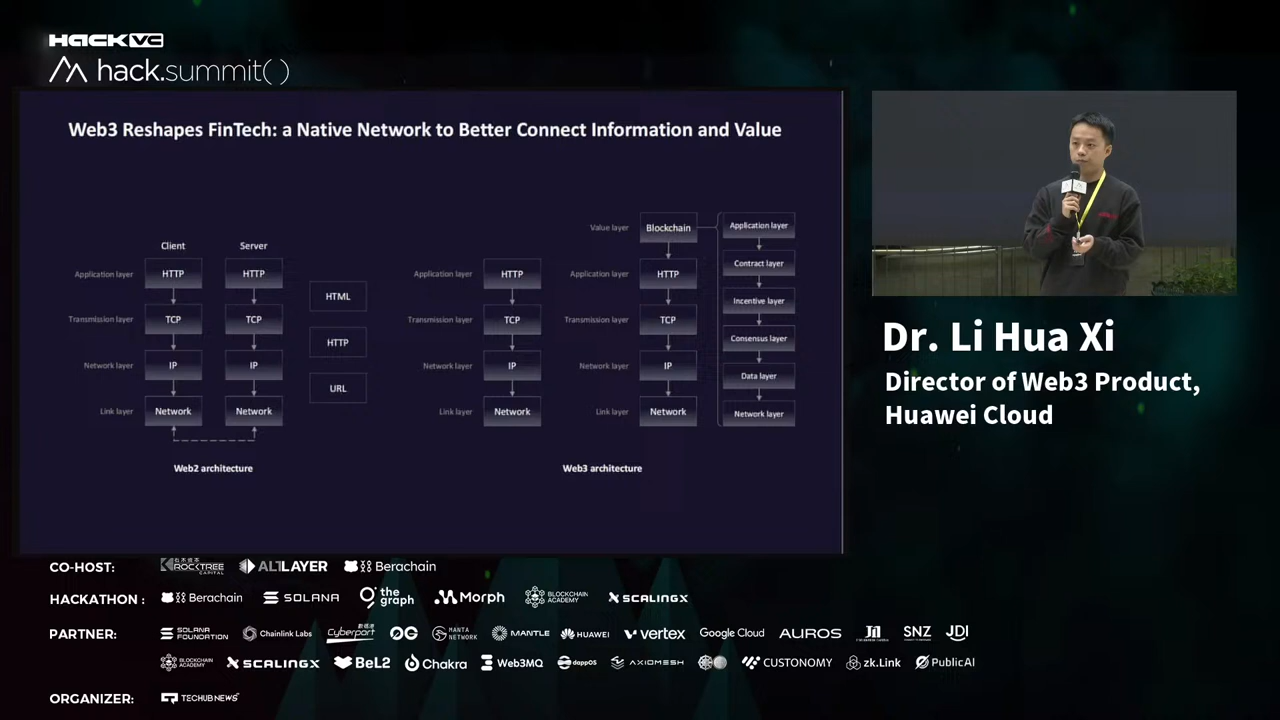 HACK VC
hack.summit()
Web3 Reshapes FinTech: a Native Network to Better Connect Information and Value
Client
Server
Application layer
HTTP
HTTP
Transmission layer
TCP
TCP
Network layer
IP
IP
Link layer
Network
Network
HTML
HTTP
URL
Web2 architecture
Application layer
HTTP
Transmission layer
TCP
Network layer
IP
Link layer
Network
Value layer
Blockchain
Application layer
HTTP
Transmission layer
TCP
Network layer
IP
Link layer
Network
Application layer
Contract layer
Incentive layer
Consensus layer
Data layer
Network layer
Web3 architecture
Dr. Li Hua Xi
Director of Web3 Product,
Huawei Cloud
CO-HOST: ROCKTREE CAPITAL ALTLAYER Berachain
HACKATHON : Berachain SOLANA the graph Morph BLOCKCHAIN ACADEMY SCALINGX
PARTNER: SOLANA FOUNDATION Chainlink Labs Cyberport 數碼港 0G MANTA NETWORK MANTLE HUAWEI vertex Google Cloud AUROS SNZ JDI
BLOCKCHAIN ACADEMY SCALINGX BeL2 Chakra Web3MQ dappOS AXIOMESH CUSTONOMY zk.Link PublicAI
ORGANIZER: TECHUB NEWS